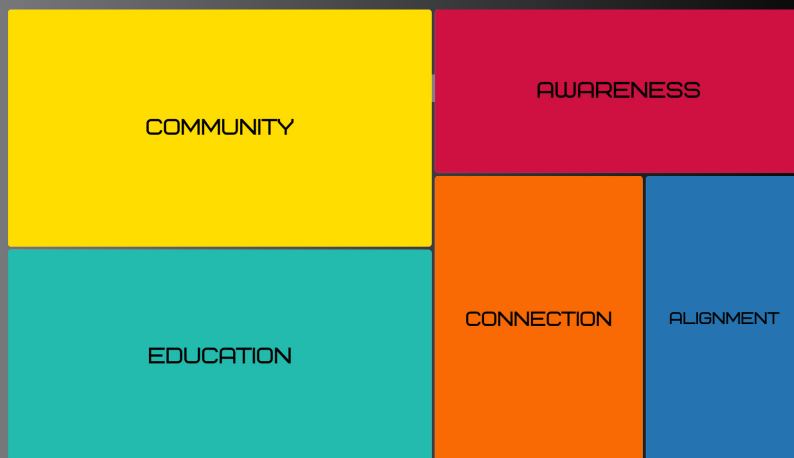 COMMUNITY
AWARENESS
EDUCATION
CONNECTION
ALIGNMENT